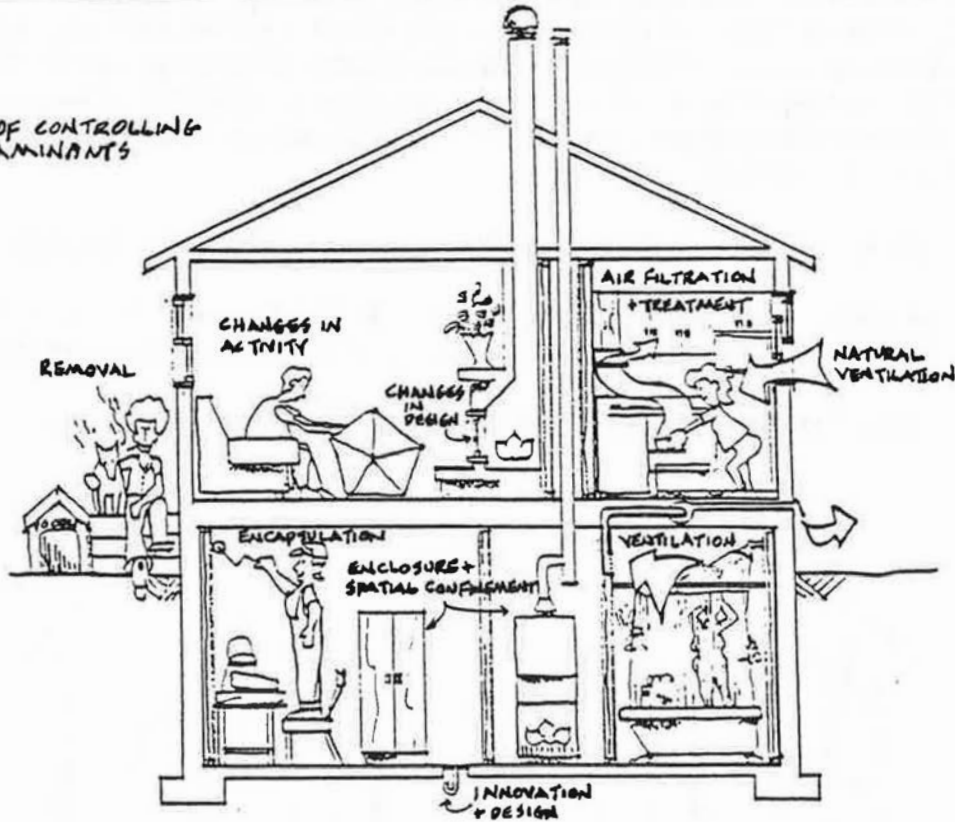 OF CONTROLLING
AMINANTS
AIR FILTRATION
+ TREATMENT
CHANGES IN
ACTIVITY
NATURAL
VENTILATION
REMOVAL
CHANGES
IN
DESIGN
ENCAPSULATION
VENTILATION
ENCLOSURE +
SPATIAL CONFINEMENT
INNOVATION
+ DESIGN